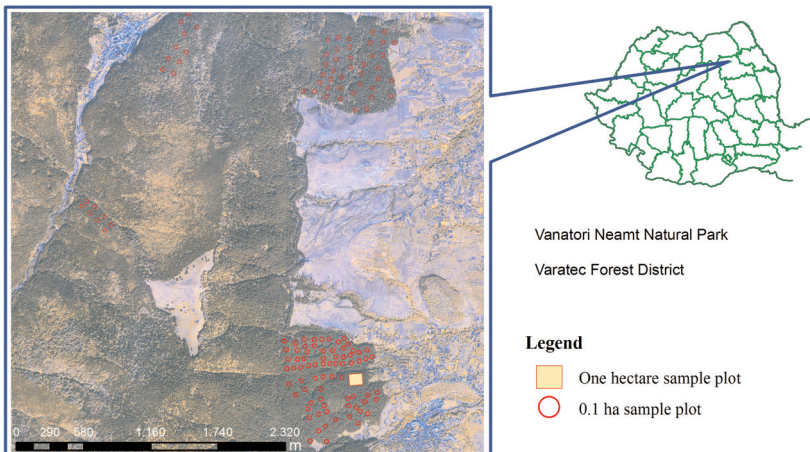 Vanatori Neamt Natural Park
Varatec Forest District
Legend
One hectare sample plot
0.1 ha sample plot
0 290 580 1.160 1.740 2.320
m